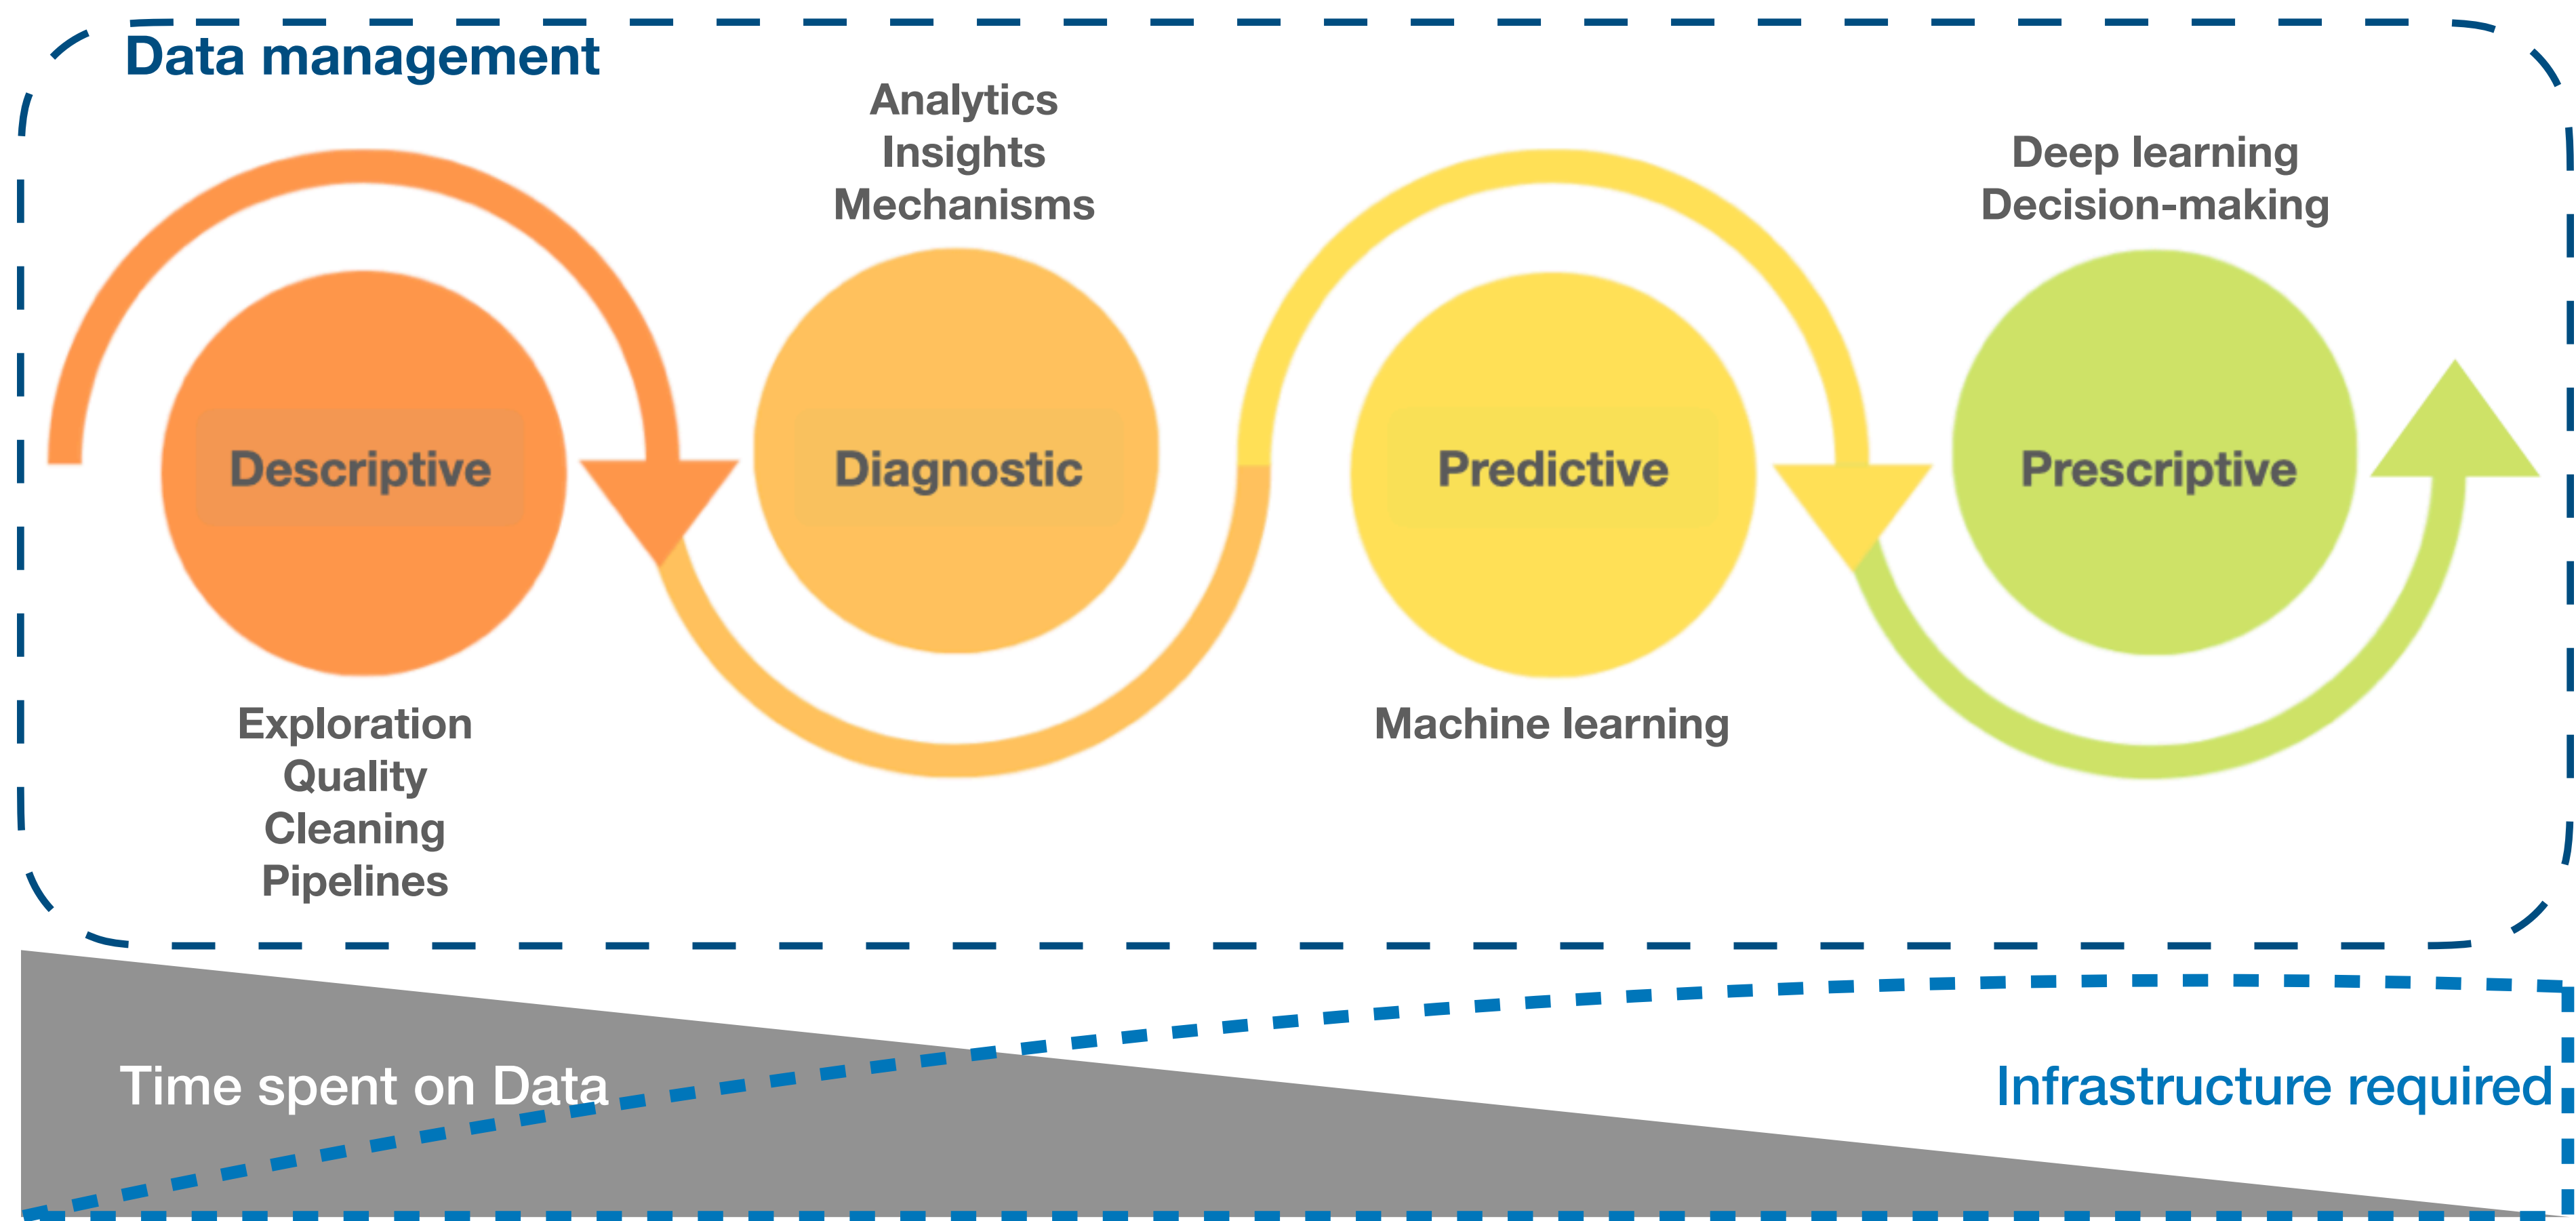 Data management
Analytics
Insights
Mechanisms
Deep learning
Decision-making
Descriptive
Diagnostic
Predictive
Prescriptive
Exploration
Quality
Cleaning
Pipelines
Machine learning
Time spent on Data
Infrastructure required